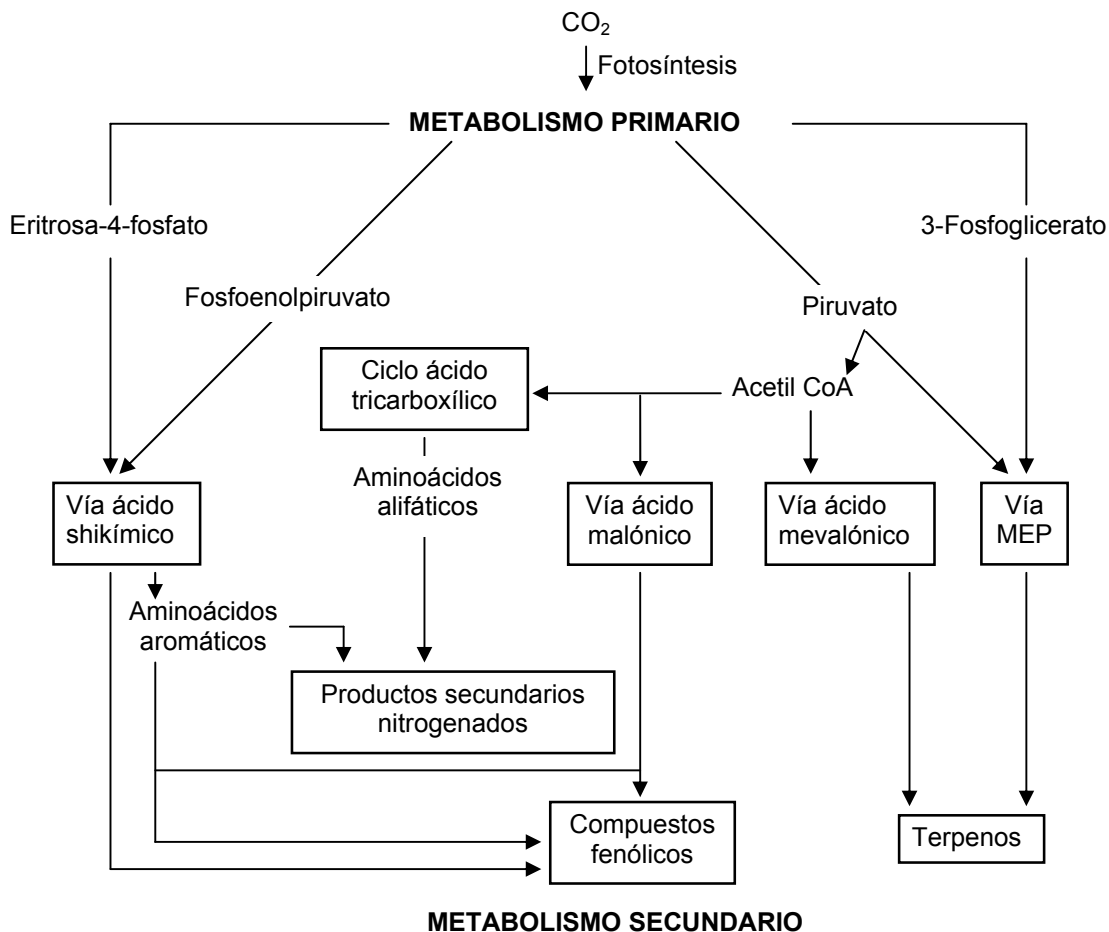 CO₂
Fotosíntesis
METABOLISMO PRIMARIO
Eritrosa-4-fosfato
3-Fosfoglicerato
Fosfoenolpiruvato
Piruvato
Ciclo ácido
tricarboxílico
Acetil CoA
Aminoácidos
alifáticos
Vía ácido
shikímico
Vía ácido
malónico
Vía ácido
mevalónico
Vía
MEP
Aminoácidos
aromáticos
Productos secundarios
nitrogenados
Compuestos
fenólicos
Terpenos
METABOLISMO SECUNDARIO